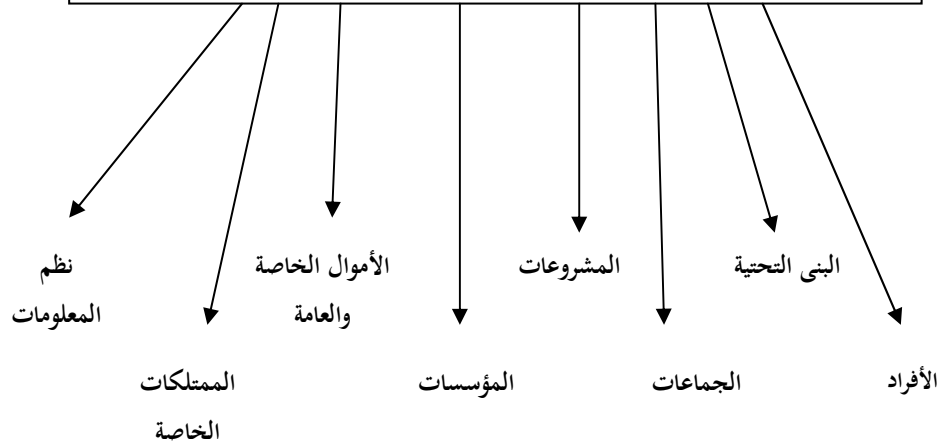 البنى التحتية
المشروعات
الأموال الخاصة
والعامة
نظم
المعلومات
الأفراد
الجماعات
المؤسسات
الممتلكات
الخاصة